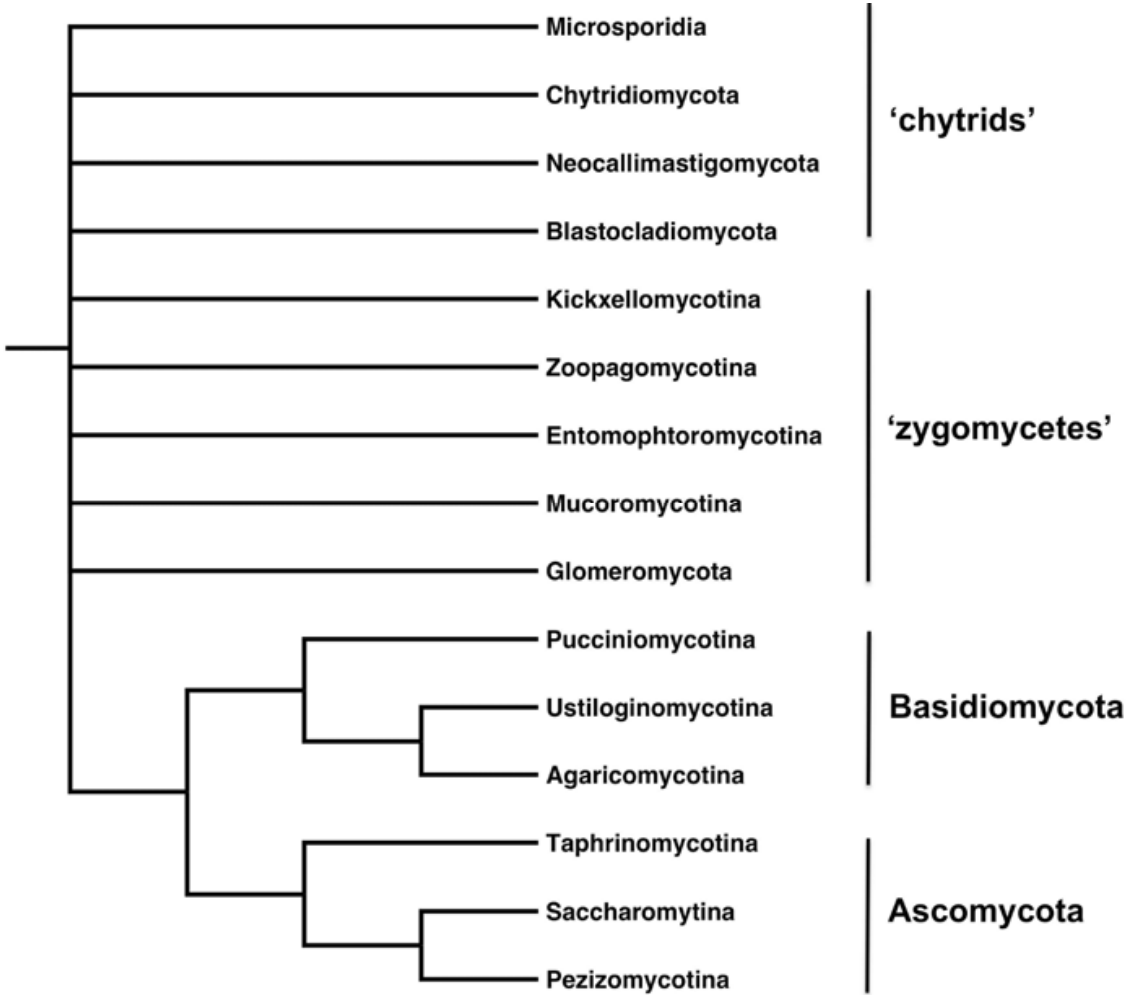 Microsporidia
Chytridiomycota
‘chytrids’
Neocallimastigomycota
Blastocladiomycota
Kickxellomycotina
Zoopagomycotina
‘zygomycetes’
Entomophtoromycotina
Mucoromycotina
Glomeromycota
Pucciniomycotina
Ustiloginomycotina
Basidiomycota
Agaricomycotina
Taphrinomycotina
Saccharomytina
Ascomycota
Pezizomycotina